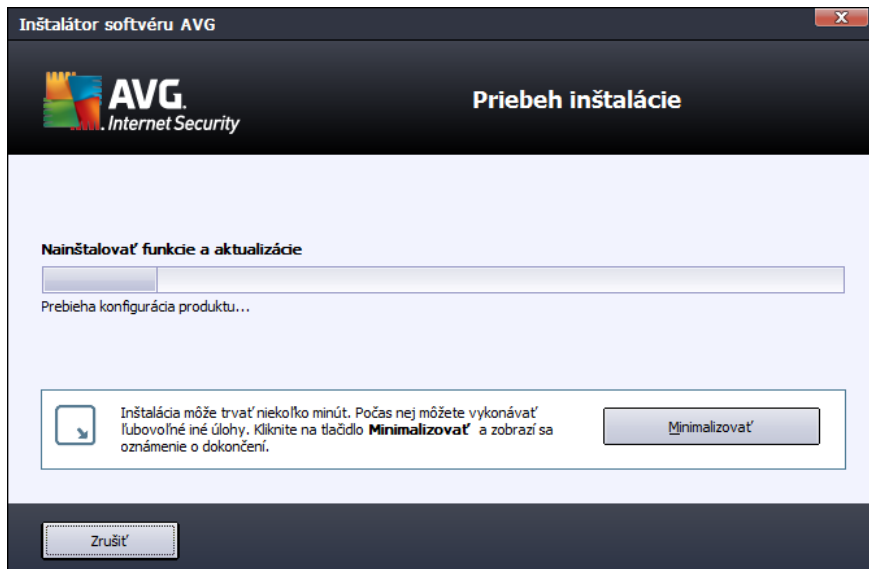 Inštalátor softvéru AVG
AVG.
Internet Security
Priebeh inštalácie
Nainštalovať funkcie a aktualizácie
Prebieha konfigurácia produktu...
Inštalácia môže trvať niekoľko minút. Počas nej môžete vykonávať
ľubovoľné iné úlohy. Kliknite na tlačidlo Minimalizovať a zobrazí sa
oznámenie o dokončení.
Minimalizovať
Zrušiť